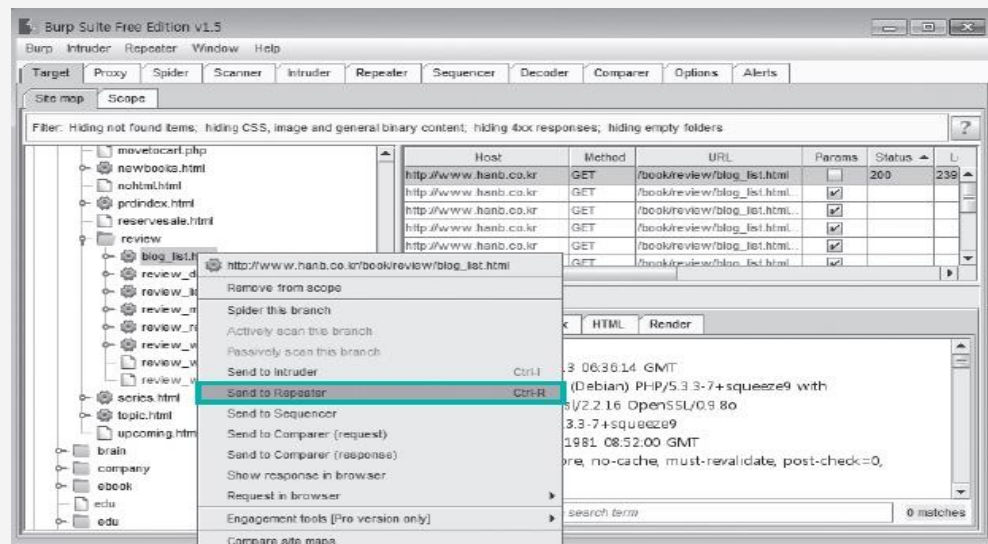 Burp Suite Free Edition v1.5
Burp Intruder Repeater Window Help
Target Proxy Spider Scanner Intruder Repeater Sequencer Decoder Comparer Options Alerts
Site map Scope
Filter: Hiding not found items; hiding CSS, image and general binary content; hiding 4xx responses; hiding empty folders
?
movetocart.php
newbooks.html
nohtml.html
prdindex.html
reservesale.html
review
blog_list.h
review_d
review_li
review_m
review_r
review_w
review_w
review_w
series.html
topic.html
upcoming.htm
brain
company
ebook
edu
edu
Host Method URL Params Status L
http://www.hanb.co.kr GET /book/review/blog_list.html 200 239
http://www.hanb.co.kr GET /book/review/blog_list.html...
http://www.hanb.co.kr GET /book/review/blog_list.html...
http://www.hanb.co.kr GET /book/review/blog_list.html...
GET /book/review/blog_list.html...
http://www.hanb.co.kr/book/review/blog_list.html
Remove from scope
Spider this branch
Actively scan this branch
Passively scan this branch
Send to Intruder Ctrl-I
Send to Repeater Ctrl-R
Send to Sequencer
Send to Comparer (request)
Send to Comparer (response)
Show response in browser
Request in browser
Engagement tools [Pro version only]
Compare site maps
x HTML Render
3 06:36:14 GMT
(Debian) PHP/5.3.3-7+squeeze9 with
sl/2.2.16 OpenSSL/0.9.8o
.3.3-7+squeeze9
1981 08:52:00 GMT
ore, no-cache, must-revalidate, post-check=0,
search term
0 matches